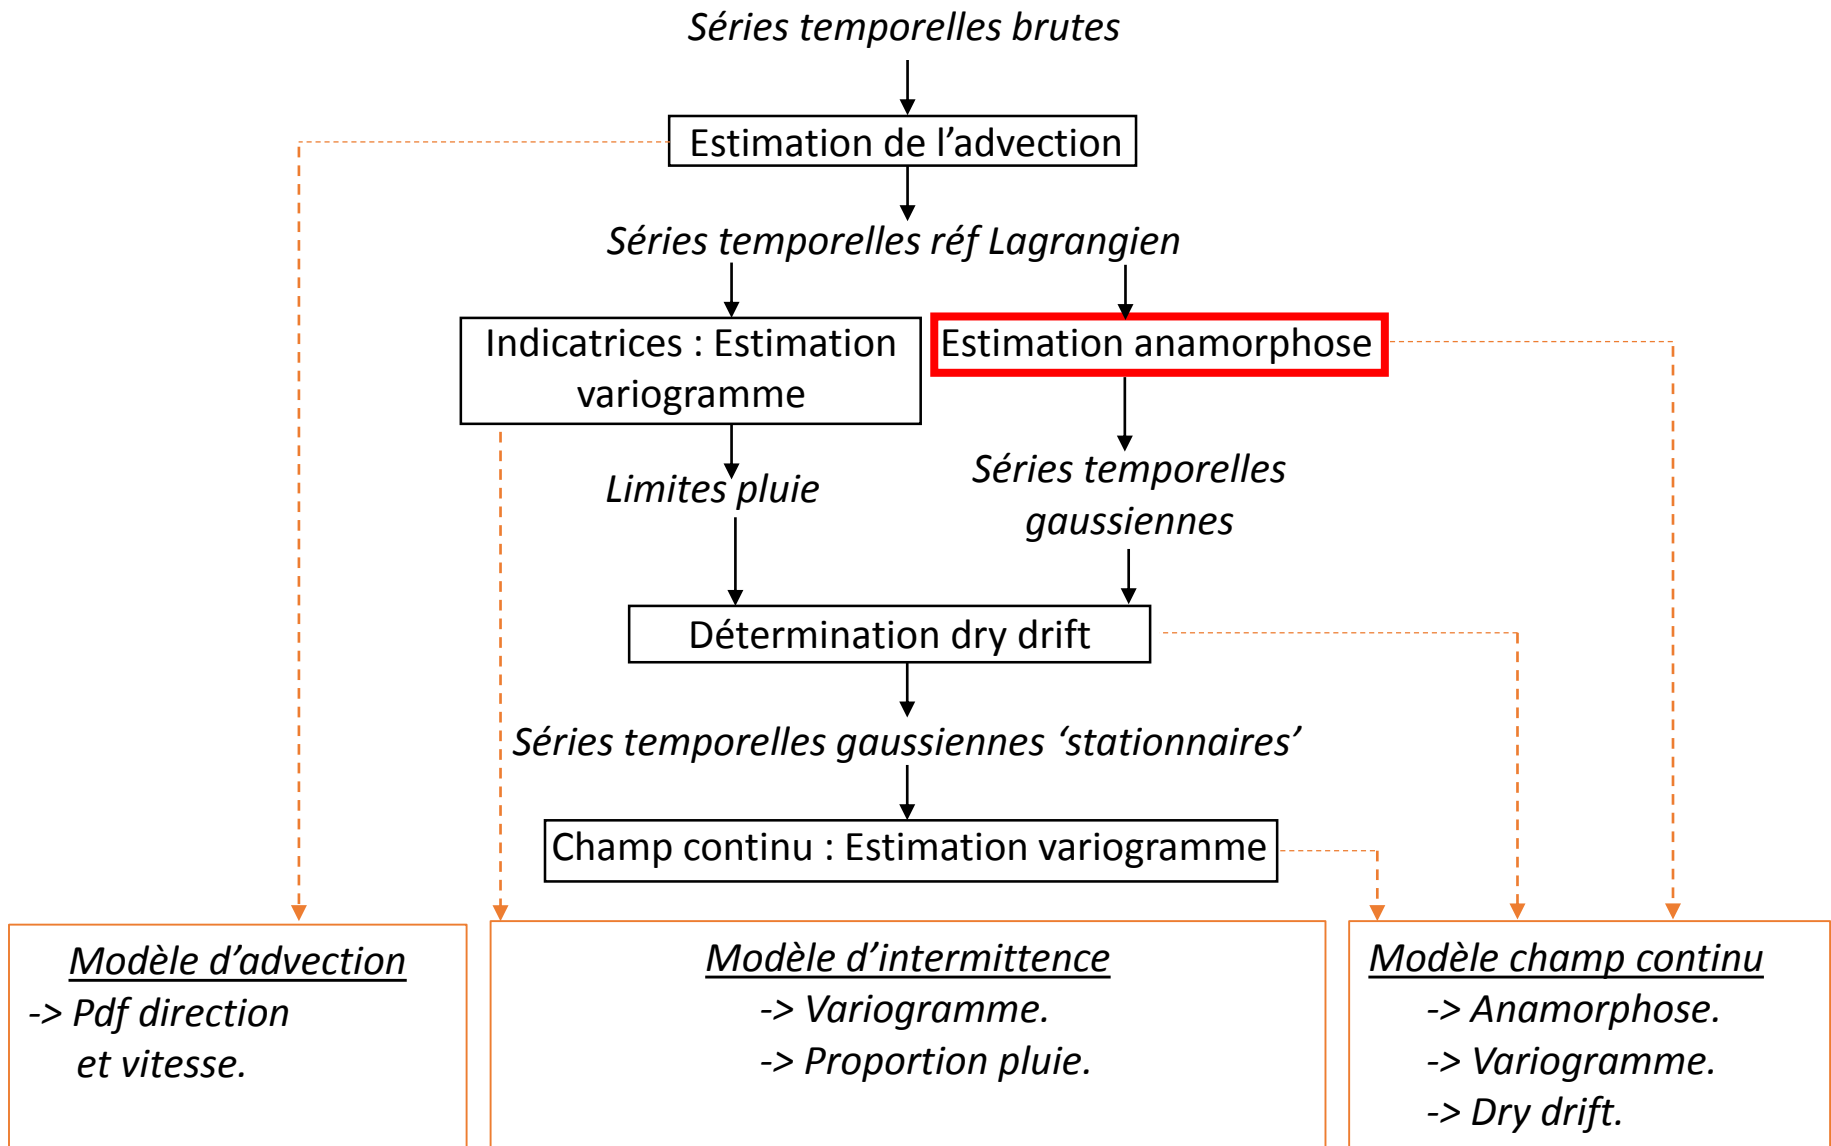 Séries temporelles brutes
Estimation de l’advection
Séries temporelles réf Lagrangien
Indicatrices : Estimation
variogramme
Estimation anamorphose
Limites pluie
Séries temporelles
gaussiennes
Détermination dry drift
Séries temporelles gaussiennes ‘stationnaires’
Champ continu : Estimation variogramme
Modèle d’advection
-> Pdf direction
et vitesse.
Modèle d’intermittence
-> Variogramme.
-> Proportion pluie.
Modèle champ continu
-> Anamorphose.
-> Variogramme.
-> Dry drift.